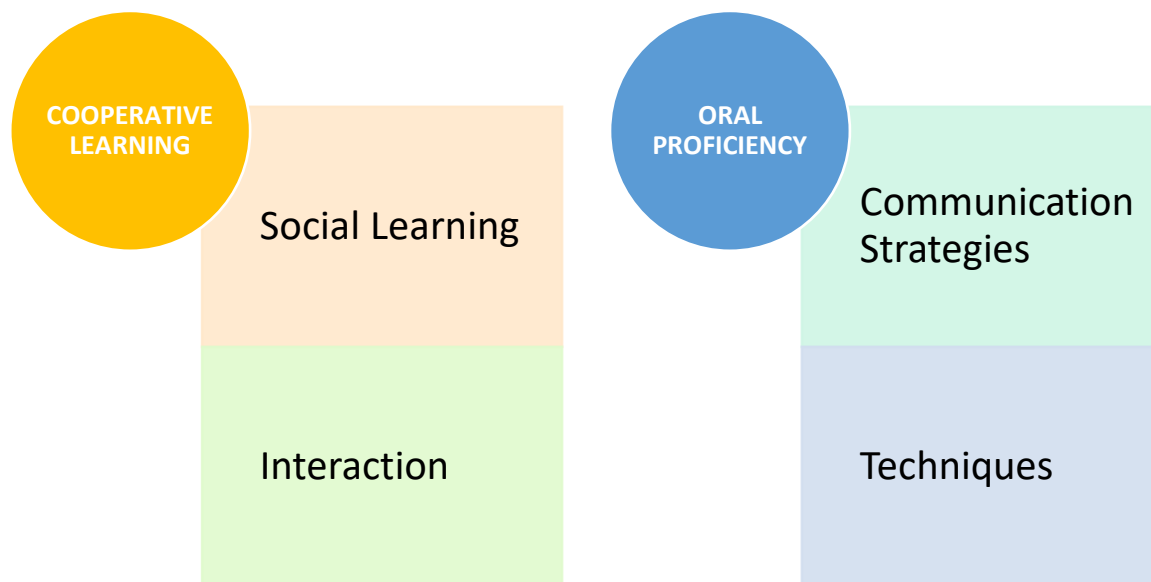 COOPERATIVE
LEARNING
Social Learning
Interaction
ORAL
PROFICIENCY
Communication
Strategies
Techniques